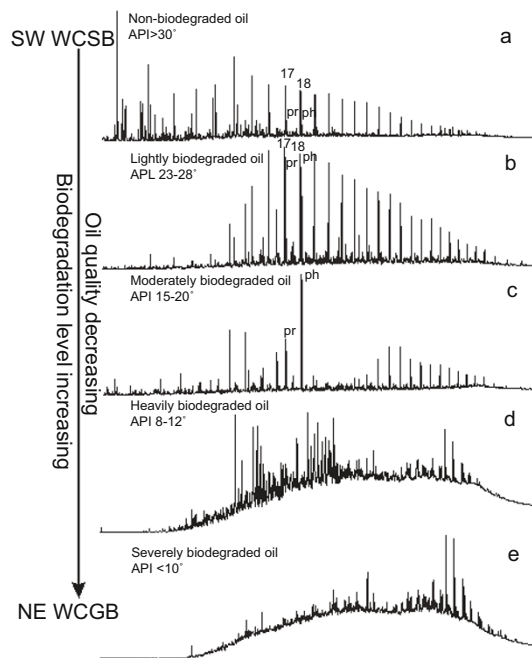 SW WCSB
Non-biodegraded oil
API>30°
a
17
18
pr
ph
Lightly biodegraded oil
APL 23-28°
b
17
18
pr
ph
Moderately biodegraded oil
API 15-20°
c
pr
ph
Heavily biodegraded oil
API 8-12°
d
Severely biodegraded oil
API <10°
e
Oil quality decreasing
Biodegradation level increasing
NE WCGB